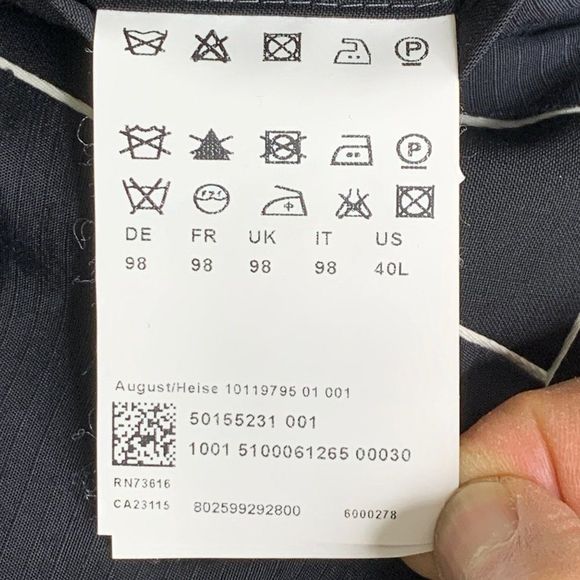 P
P
DE FR UK IT US
98 98 98 98 40L
August/Heise 10119795 01 001
50155231 001
1001 5100061265 00030
RN73616
CA23115 802599292800 6000278